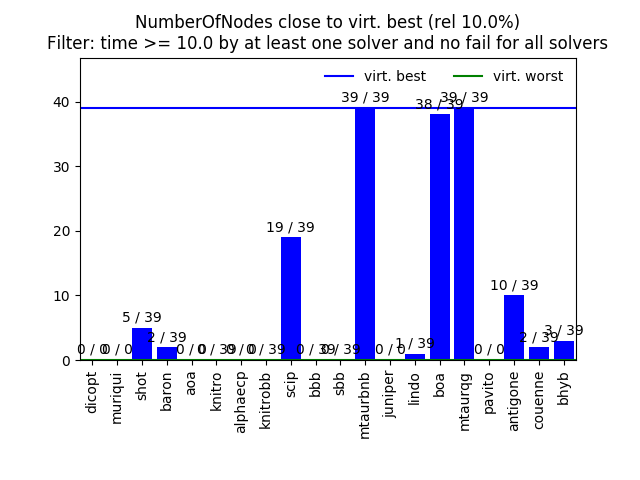 NumberOfNodes close to virt. best (rel 10.0%)
Filter: time >= 10.0 by at least one solver and no fail for all solvers
virt. best
virt. worst
40
30
20
10
0
0 / 0
0 / 0
5 / 39
2 / 39
0 / 0
0 / 39
0 / 0
0 / 39
19 / 39
0 / 39
0 / 39
39 / 39
0 / 0
1 / 39
38 / 39
39 / 39
0 / 0
10 / 39
2 / 39
3 / 39
dicopt
muriqui
shot
baron
aoa
knitro
alphaecp
knitrobb
scip
bbb
sbb
mtaurbnb
juniper
lindo
boa
mtaurqg
pavito
antigone
couenne
bhyb